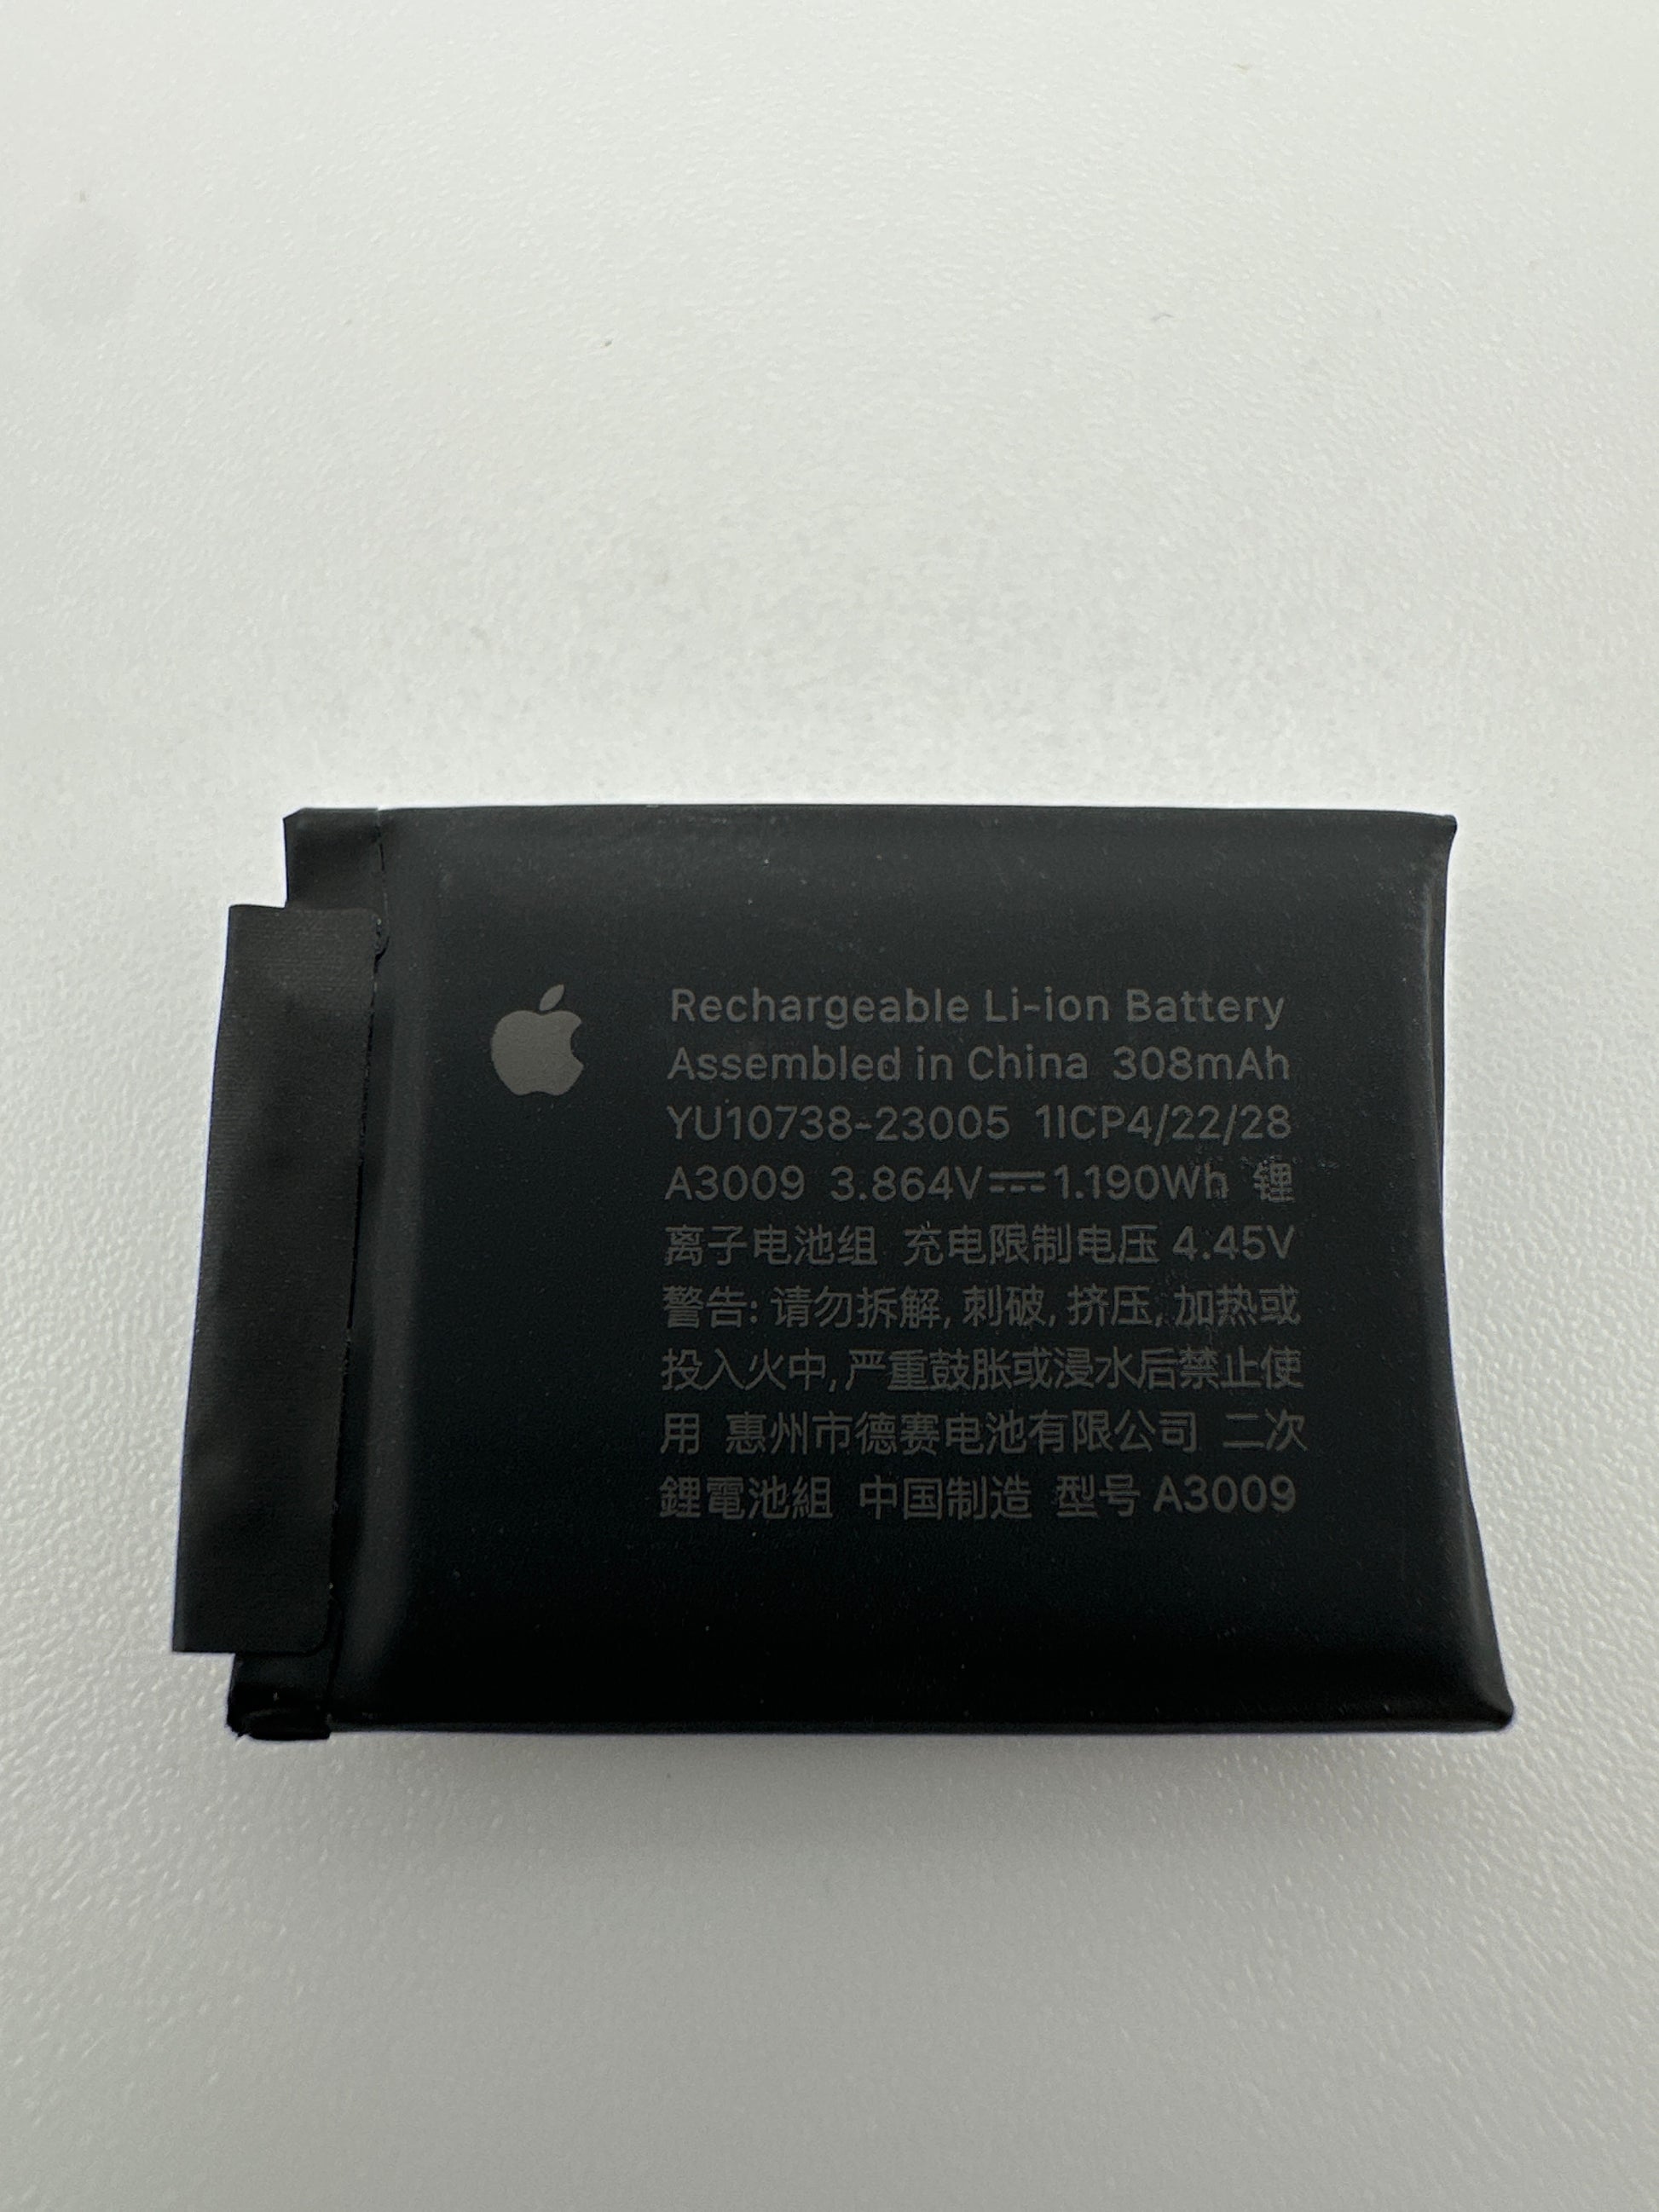 Rechargeable Li-ion Battery
Assembled in China 308mAh
YU10738-23005 1ICP4/22/28
A3009 3.864V⎓1.190Wh 锂
离子电池组 充电限制电压 4.45V
警告: 请勿拆解, 刺破, 挤压, 加热或
投入火中, 严重鼓胀或浸水后禁止使
用 惠州市德赛电池有限公司 二次
鋰電池組 中国制造 型号 A3009